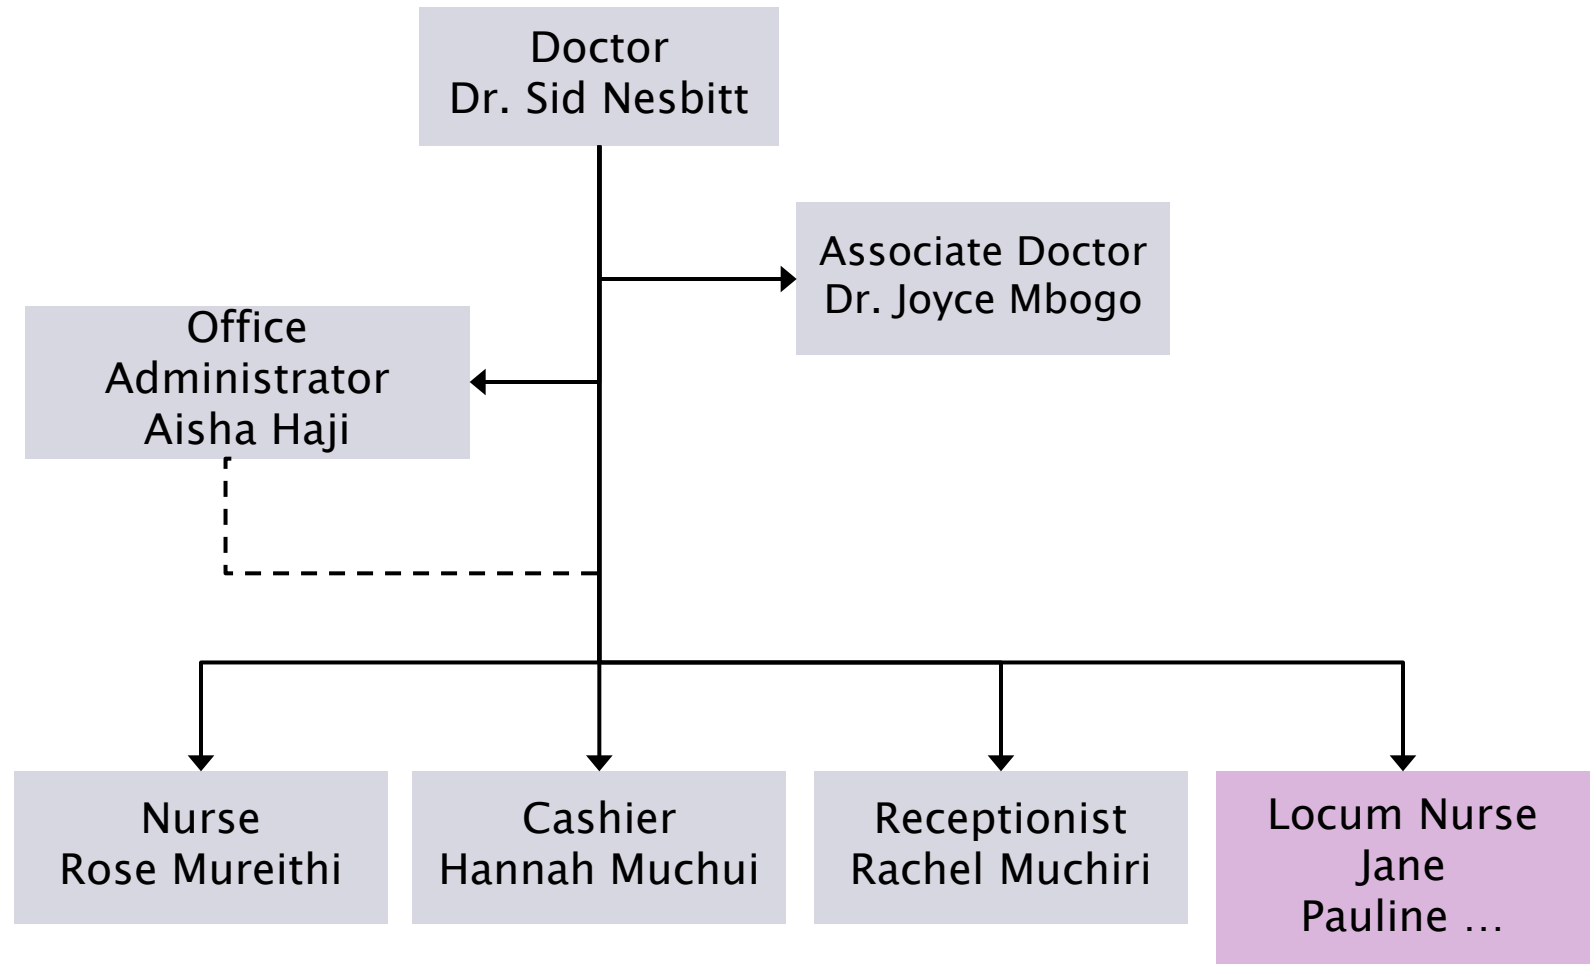 Doctor
Dr. Sid Nesbitt
Associate Doctor
Dr. Joyce Mbogo
Office
Administrator
Aisha Haji
Nurse
Rose Mureithi
Cashier
Hannah Muchui
Receptionist
Rachel Muchiri
Locum Nurse
Jane
Pauline …